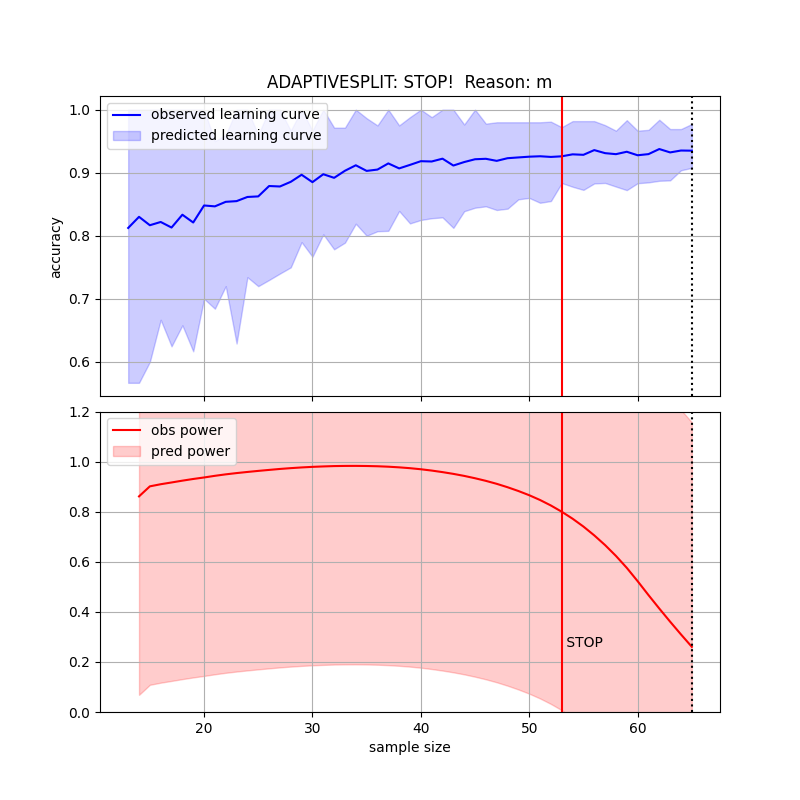 ADAPTIVESPLIT: STOP!  Reason: m
observed learning curve
predicted learning curve
1.0
0.9
0.8
0.7
0.6
accuracy
obs power
pred power
1.2
1.0
0.8
0.6
0.4
0.2
0.0
STOP
20 30 40 50 60
sample size